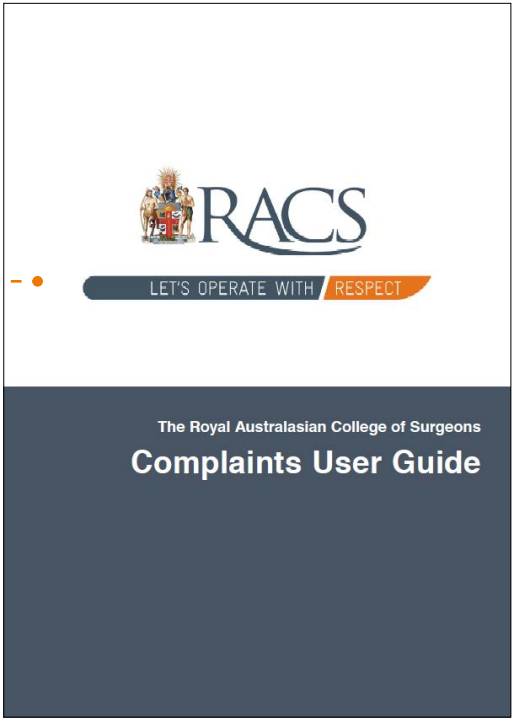 RACS
LET'S OPERATE WITH RESPECT
The Royal Australasian College of Surgeons
Complaints User Guide